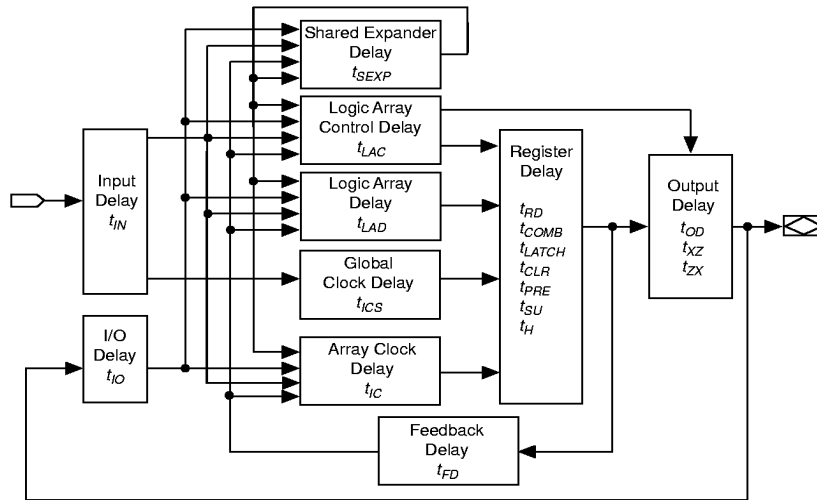 Shared Expander
Delay
tSEXP
Logic Array
Control Delay
tLAC
Input
Delay
tIN
Logic Array
Delay
tLAD
Global
Clock Delay
tICS
I/O
Delay
tIO
Array Clock
Delay
tIC
Register
Delay
tRD
tCOMB
tLATCH
tCLR
tPRE
tSU
tH
Output
Delay
tOD
tXZ
tZX
Feedback
Delay
tFD